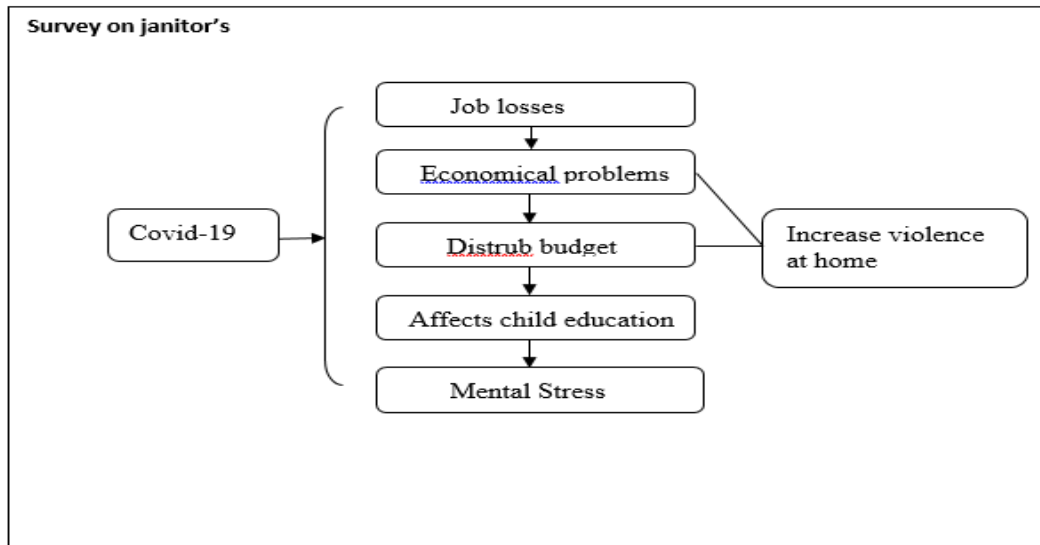 Survey on janitor's
Job losses
Economical problems
Covid-19
Distrub budget
Increase violence
at home
Affects child education
Mental Stress